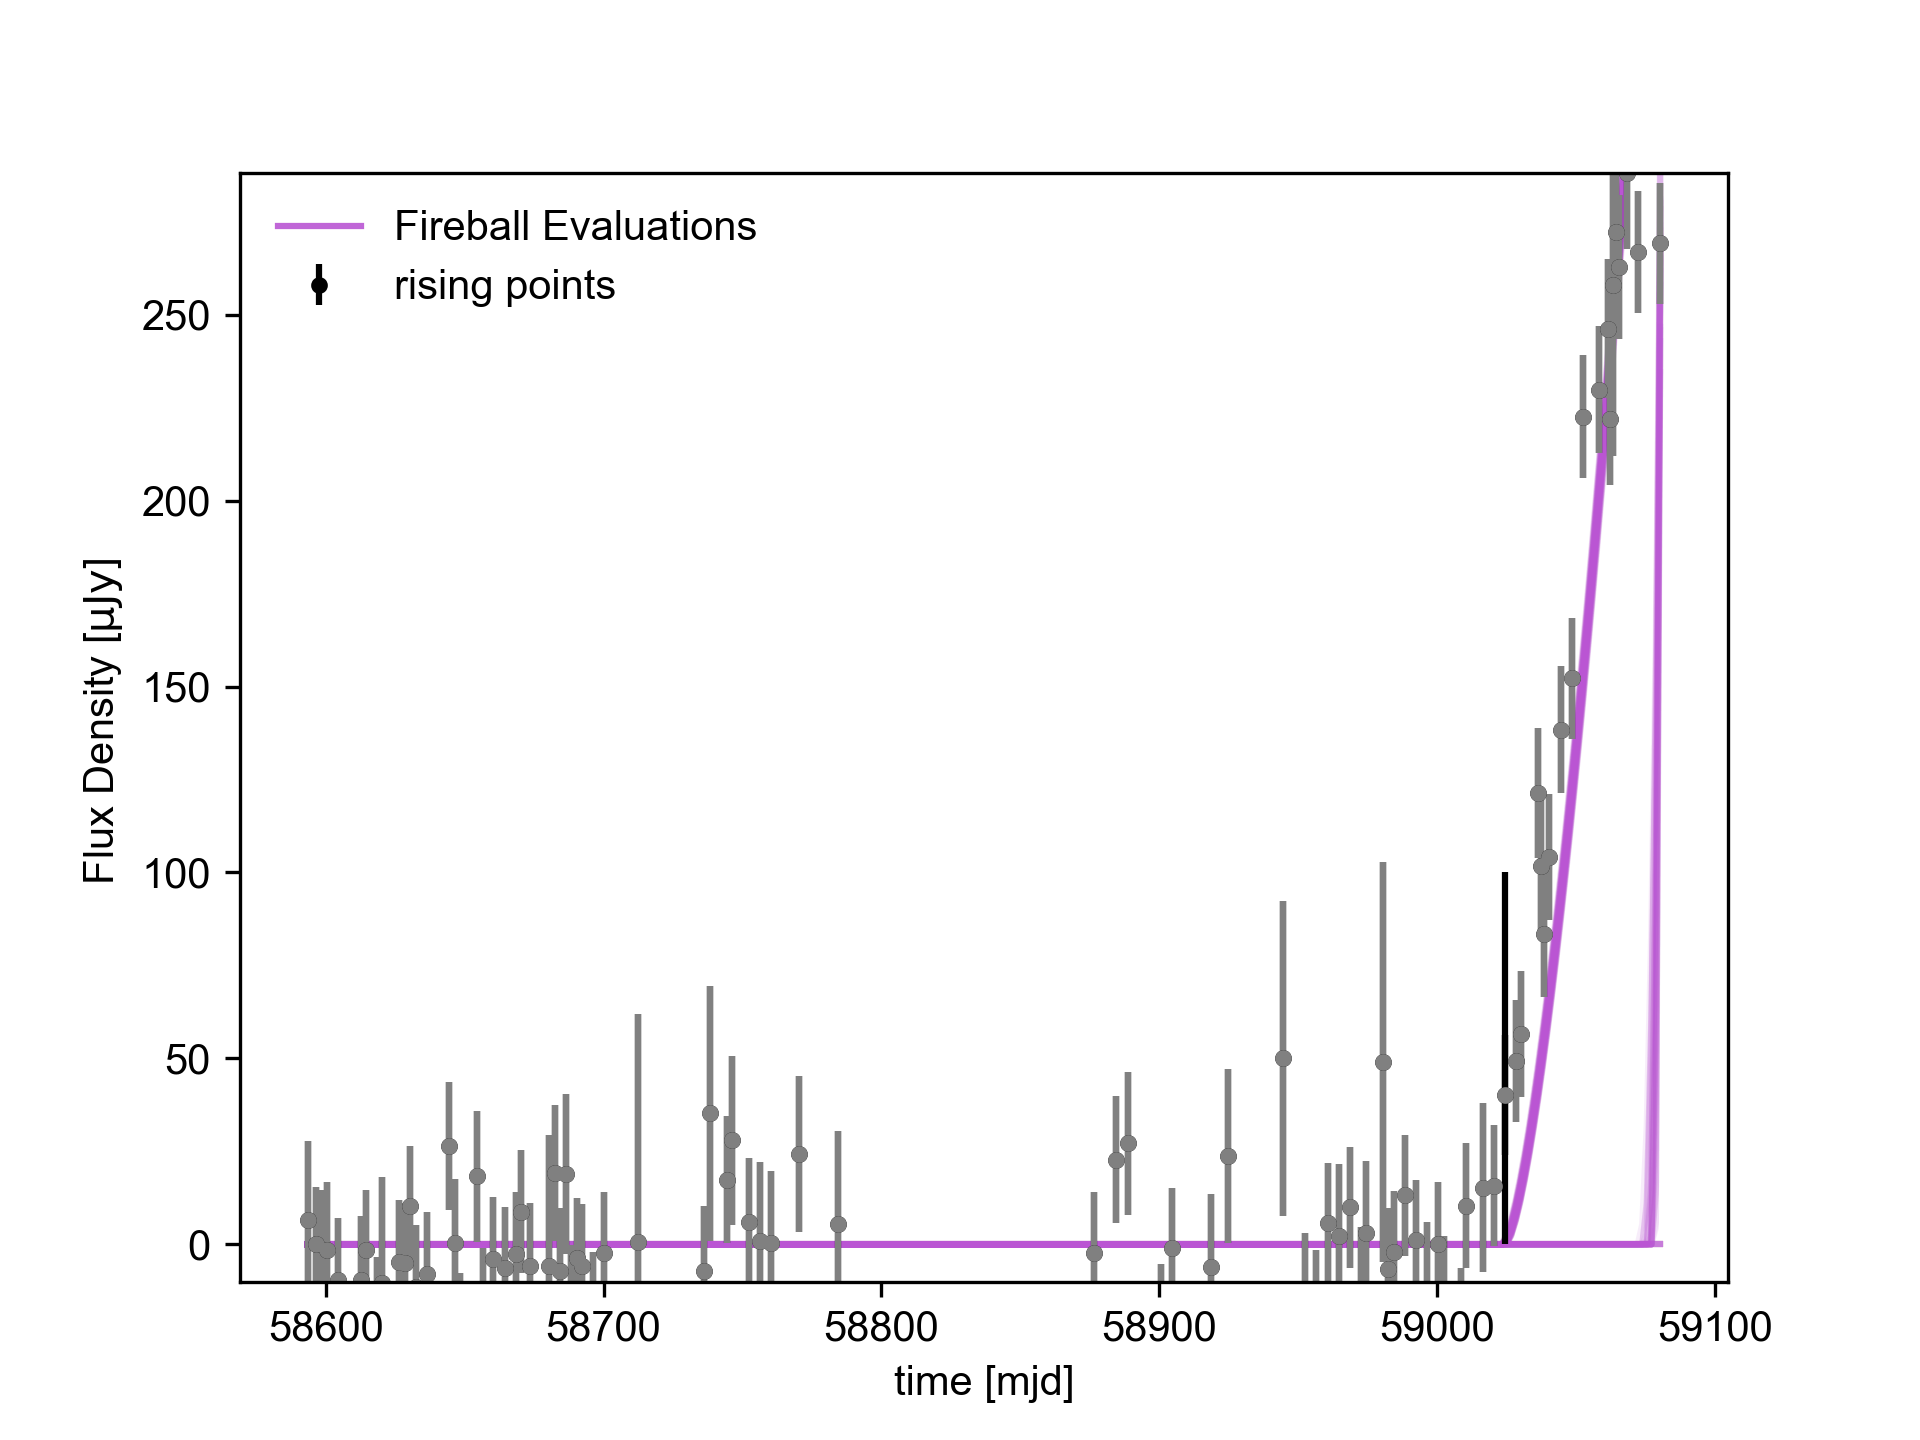 Fireball Evaluations
rising points
Flux Density [µJy]
250
200
150
100
50
0
58600 58700 58800 58900 59000 59100
time [mjd]